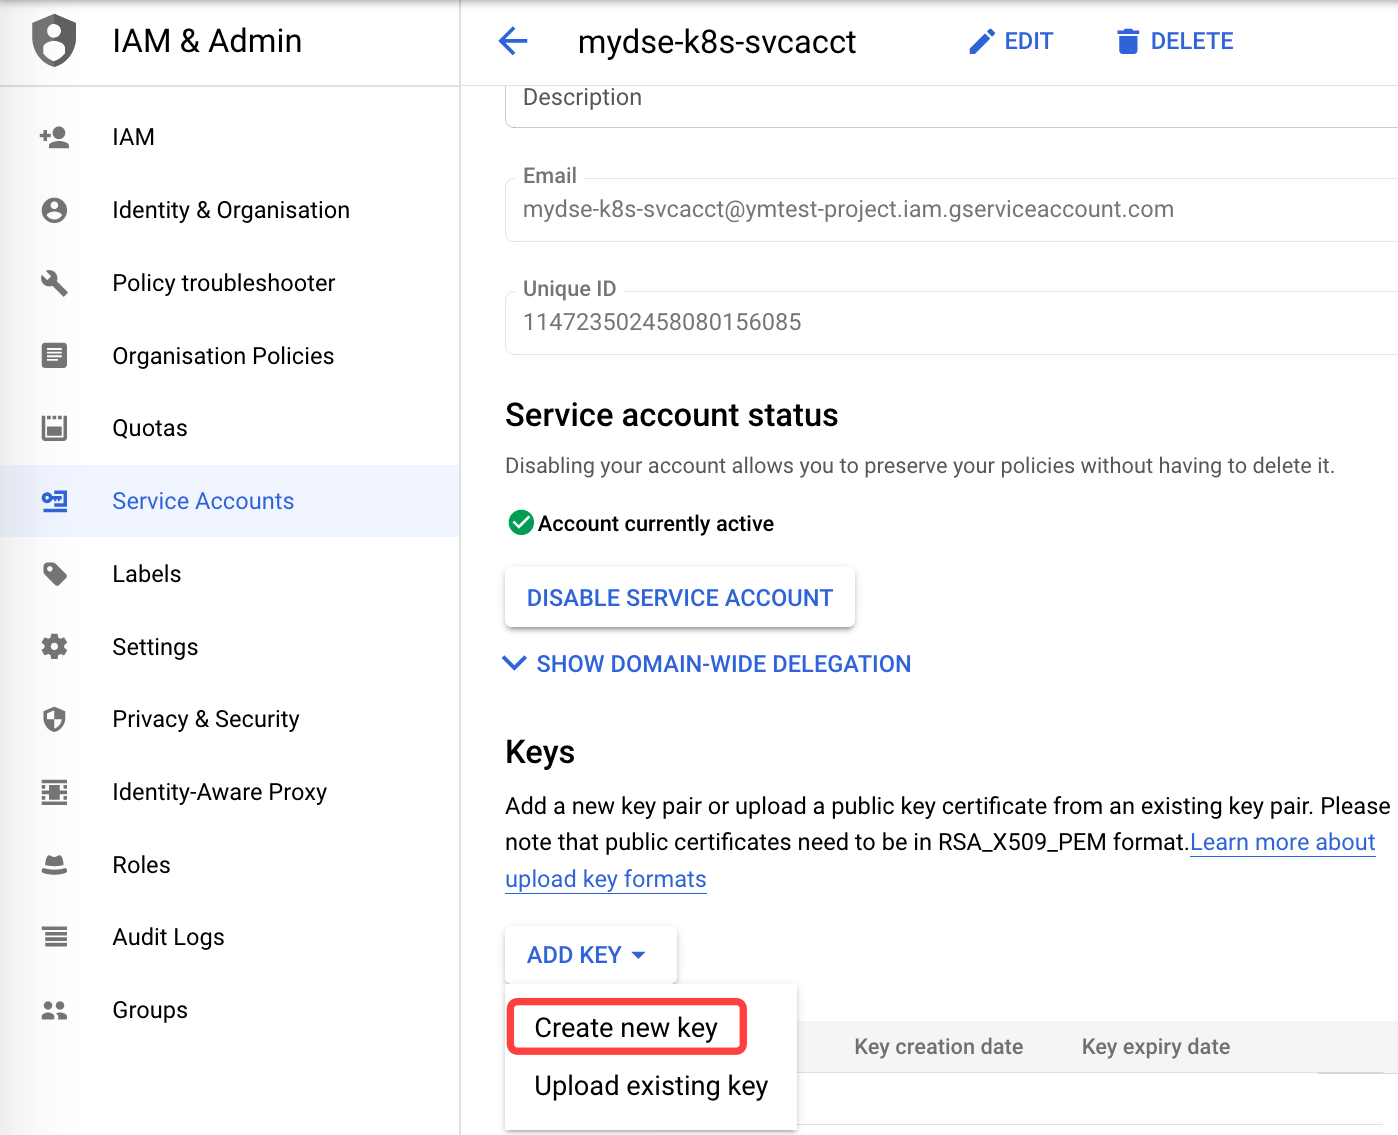 IAM & Admin
mydse-k8s-svcacct
EDIT
DELETE
IAM
Identity & Organisation
Policy troubleshooter
Organisation Policies
Quotas
Service Accounts
Labels
Settings
Privacy & Security
Identity-Aware Proxy
Roles
Audit Logs
Groups
Description
Email
mydse-k8s-svcacct@ymtest-project.iam.gserviceaccount.com
Unique ID
114723502458080156085
Service account status
Disabling your account allows you to preserve your policies without having to delete it.
Account currently active
DISABLE SERVICE ACCOUNT
SHOW DOMAIN-WIDE DELEGATION
Keys
Add a new key pair or upload a public key certificate from an existing key pair. Please
note that public certificates need to be in RSA_X509_PEM format.Learn more about
upload key formats
ADD KEY
Create new key
Upload existing key
Key creation date
Key expiry date